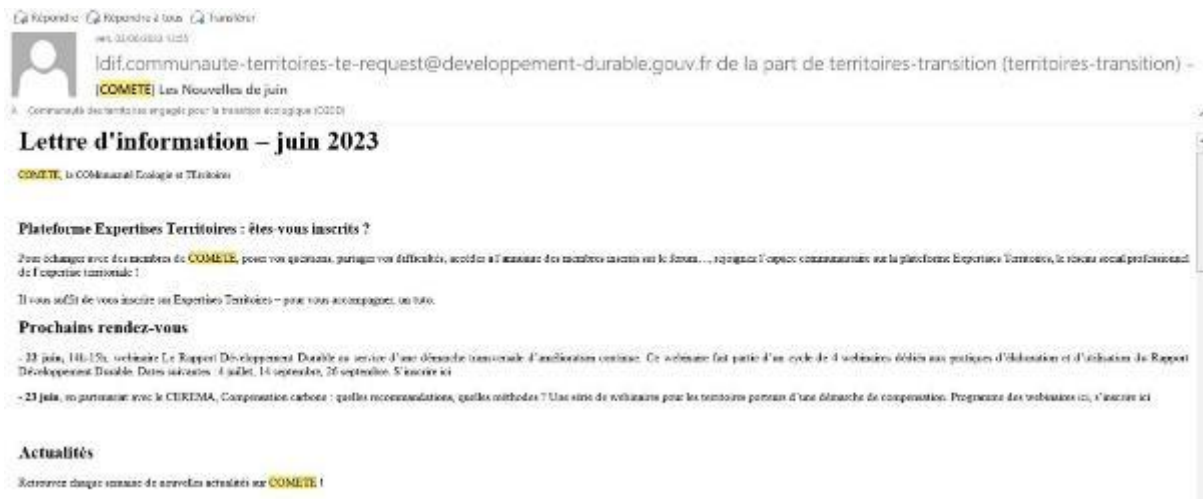 Répondre Répondre à tous Transférer
ven. 02/06/2023 12:55
ldif.communaute-territoires-te-request@developpement-durable.gouv.fr de la part de territoires-transition (territoires-transition) -
[COMETE] Les Nouvelles de juin
À Communauté des territoires engagés pour la transition écologique (CGDD)
Lettre d'information – juin 2023
COMETE, la COMmunauté Ecologie et TErritoires
Plateforme Expertises Territoires : êtes-vous inscrits ?
Pour échanger avec des membres de COMETE, poser vos questions, partager vos difficultés, accéder à l'annuaire des membres inscrits sur le forum…, rejoignez l'espace communautaire sur la plateforme Expertises Territoires, le réseau social professionnel
de l'expertise territoriale !
Il vous suffit de vous inscrire sur Expertises Territoires – pour vous accompagner, un tuto.
Prochains rendez-vous
- 22 juin, 14h-15h, webinaire Le Rapport Développement Durable au service d'une démarche transversale d'amélioration continue. Ce webinaire fait partie d'un cycle de 4 webinaires dédiés aux pratiques d'élaboration et d'utilisation du Rapport
Développement Durable. Dates suivantes : 4 juillet, 14 septembre, 26 septembre. S'inscrire ici
- 23 juin, en partenariat avec le CEREMA, Compensation carbone : quelles recommandations, quelles méthodes ? Une série de webinaires pour les territoires porteurs d'une démarche de compensation. Programme des webinaires ici, s'inscrire ici
Actualités
Retrouvez chaque semaine de nouvelles actualités sur COMETE !